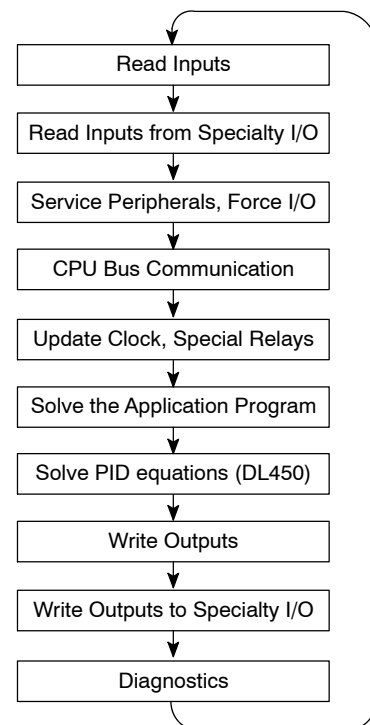 Read Inputs
Read Inputs from Specialty I/O
Service Peripherals, Force I/O
CPU Bus Communication
Update Clock, Special Relays
Solve the Application Program
Solve PID equations (DL450)
Write Outputs
Write Outputs to Specialty I/O
Diagnostics